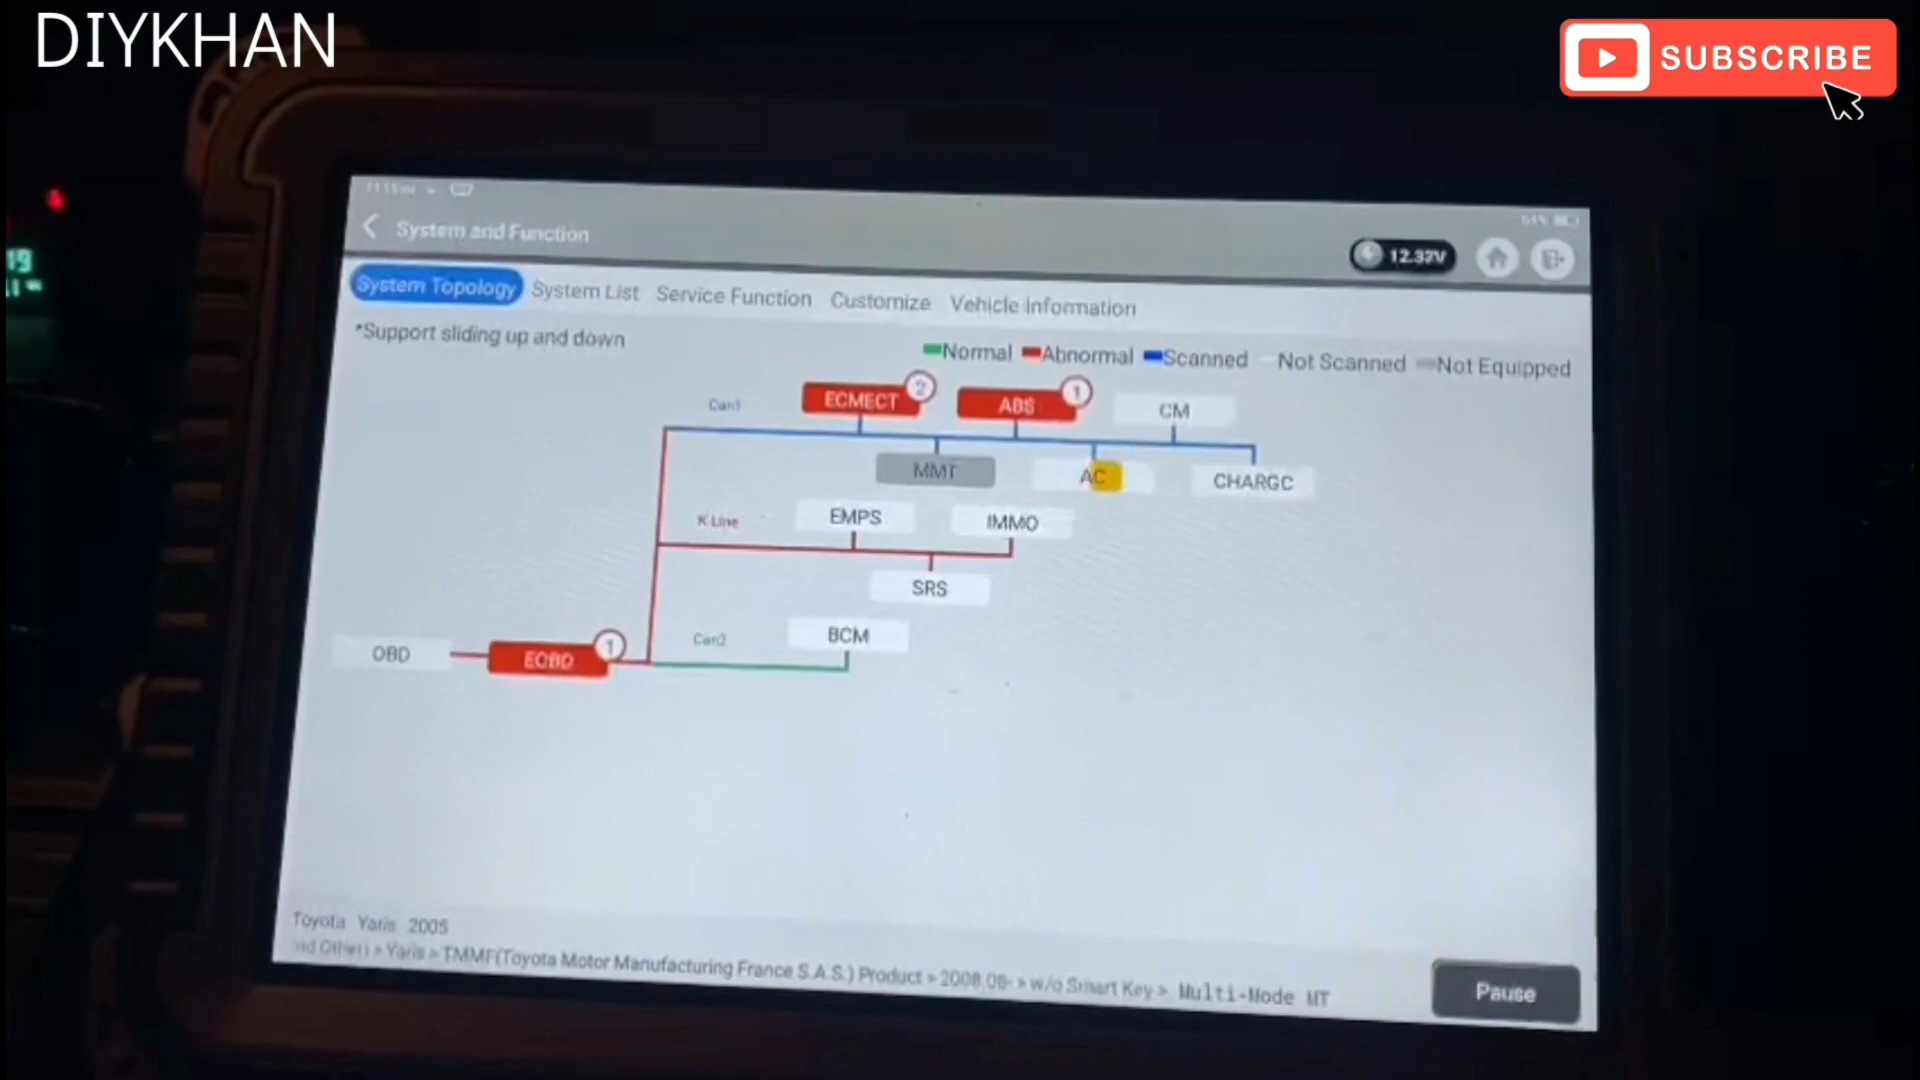 DIYKHAN
SUBSCRIBE
System and Function
12.32V
System Topology System List Service Function Customize Vehicle Information
*Support sliding up and down
Normal Abnormal Scanned Not Scanned Not Equipped
Can1 ECMECT 2 ABS 1 CM
MMT AC CHARGC
K Line EMPS IMMO
SRS
Can2 BCM
OBD EOBD 1
Toyota Yaris 2005
> Yaris > TMMF(Toyota Motor Manufacturing France S.A.S.) Product > 2008.08- > w/o Smart Key > Multi-Mode MT
Pause